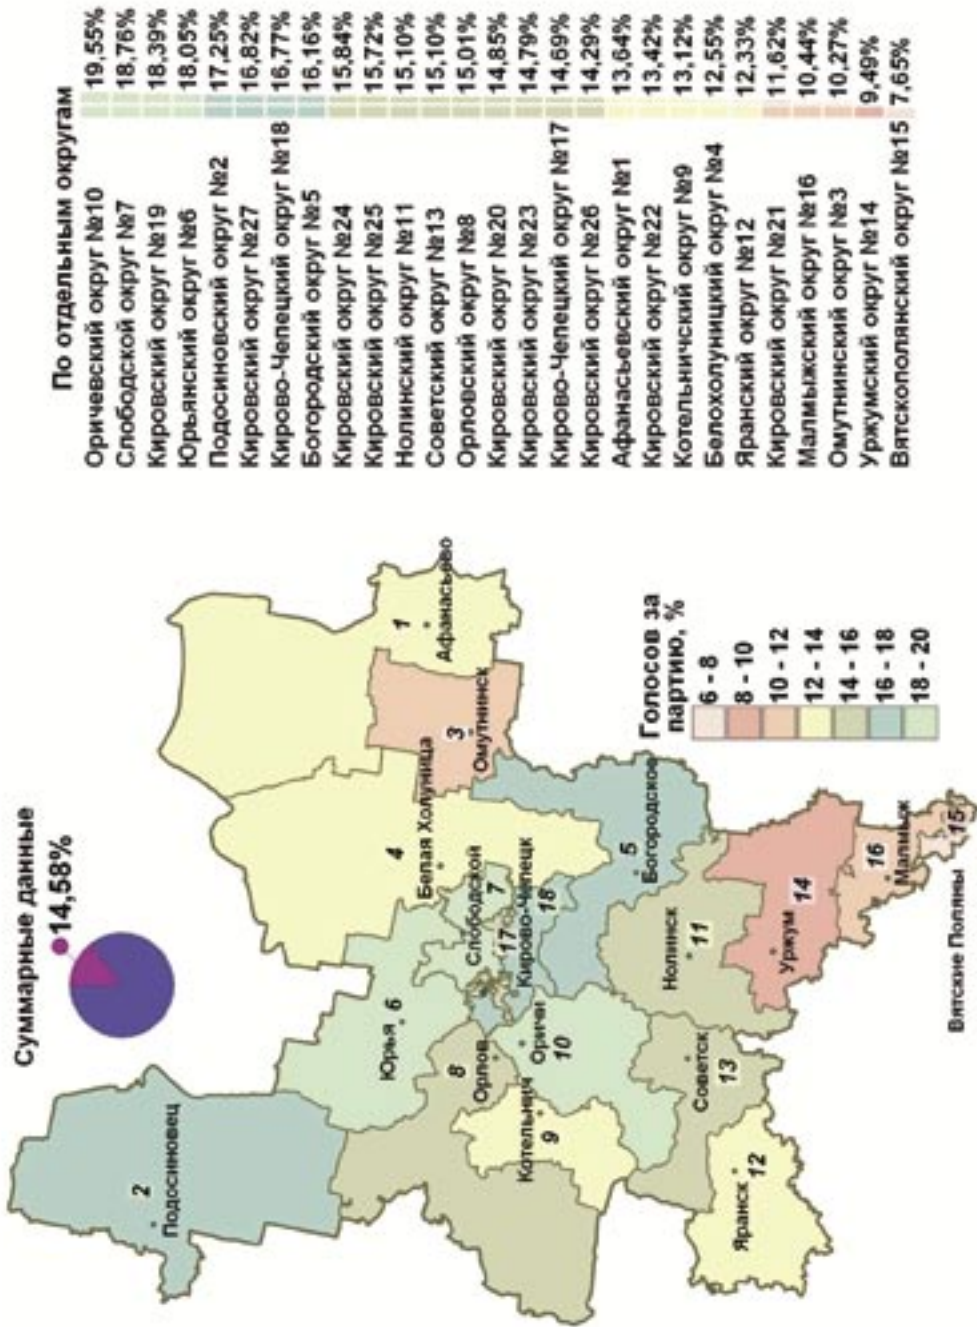 Суммарные данные
14,58%
По отдельным округам
Оричевский округ №10 19,55%
Слободской округ №7 18,76%
Кировский округ №19 18,39%
Юрьянский округ №6 18,05%
Подосиновский округ №2 17,25%
Кировский округ №27 16,82%
Кирово-Чепецкий округ №18 16,77%
Богородский округ №5 16,16%
Кировский округ №24 15,84%
Кировский округ №25 15,72%
Нолинский округ №11 15,10%
Советский округ №13 15,10%
Орловский округ №8 15,01%
Кировский округ №20 14,85%
Кировский округ №23 14,79%
Кирово-Чепецкий округ №17 14,69%
Кировский округ №26 14,29%
Афанасьевский округ №1 13,64%
Кировский округ №22 13,42%
Котельничский округ №9 13,12%
Белохолуницкий округ №4 12,55%
Яранский округ №12 12,33%
Кировский округ №21 11,62%
Малмыжский округ №16 10,44%
Омутнинский округ №3 10,27%
Уржумский округ №14 9,49%
Вятскополянский округ №15 7,65%
2
Подосиновец
4
Белая Холуница
1
Афанасьево
3
Омутнинск
Юрья 6
Слободской
7
8
Орлов
17
Кирово-Чепецк
18
Котельнич
9
Оричи
10
5
Богородское
Нолинск
11
Советск
13
Яранск
12
Уржум
14
16
Малмыж
15
Вятские Поляны
Голосов за
партию, %
6 - 8
8 - 10
10 - 12
12 - 14
14 - 16
16 - 18
18 - 20